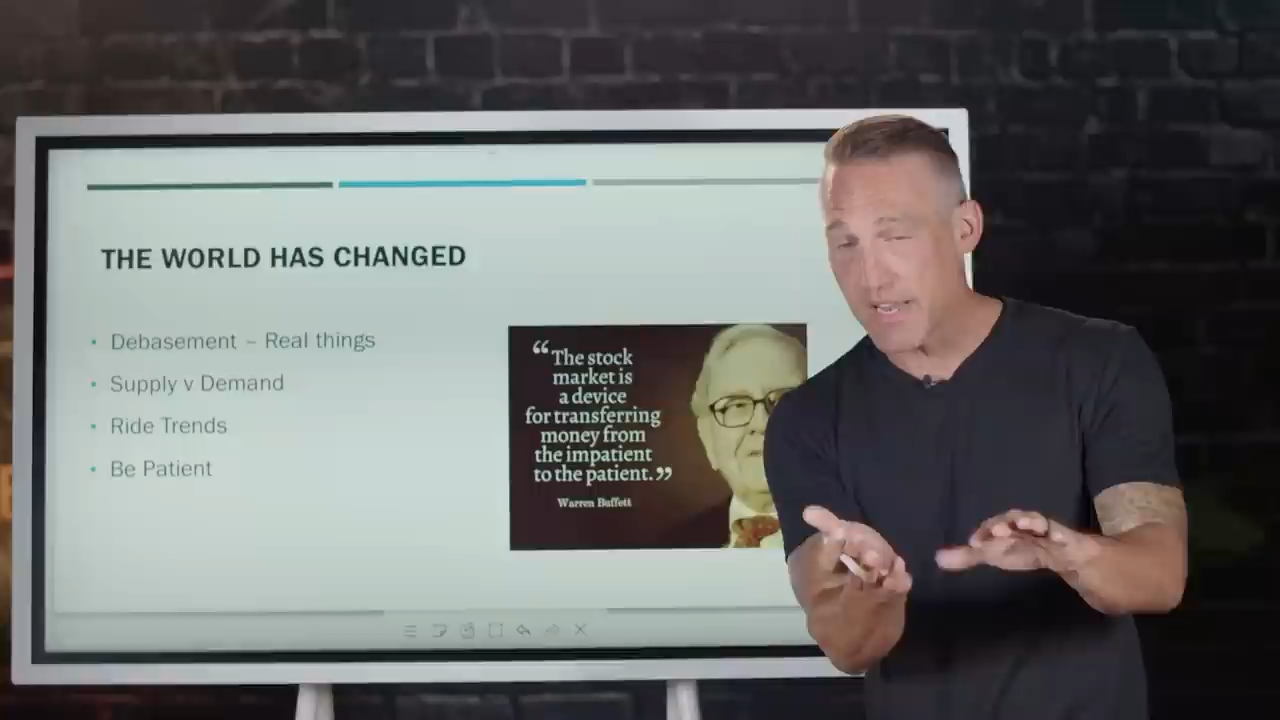 THE WORLD HAS CHANGED
• Debasement – Real things
• Supply v Demand
• Ride Trends
• Be Patient
“The stock
market is
a device
for transferring
money from
the impatient
to the patient.”
Warren Buffett